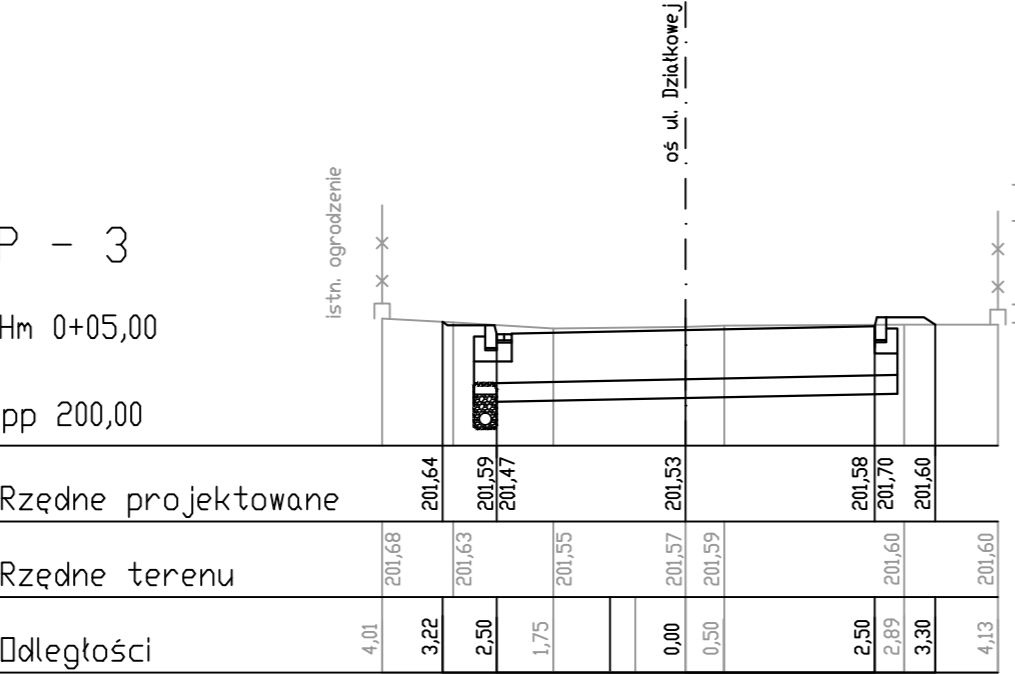 oś ul. Działkowej
istn. ogrodzenie
P - 3
Hm 0+05,00
pp 200,00
Rzędne projektowane 201,64 201,59 201,47 201,53 201,58 201,70 201,60
Rzędne terenu 201,68 201,63 201,55 201,57 201,59 201,60 201,60
Odległości 4,01 3,22 2,50 1,75 0,00 0,50 2,50 2,89 3,30 4,13